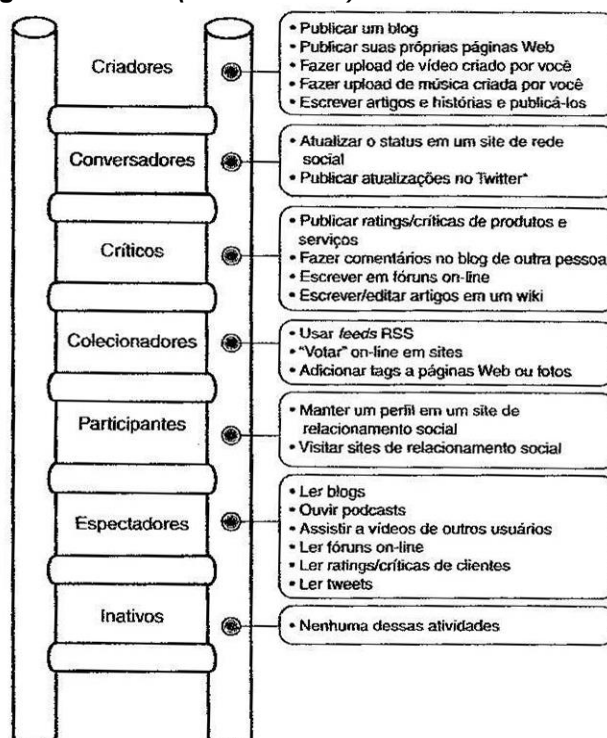 Criadores
• Publicar um blog
• Publicar suas próprias páginas Web
• Fazer upload de vídeo criado por você
• Fazer upload de música criada por você
• Escrever artigos e histórias e publicá-los
Conversadores
• Atualizar o status em um site de rede
social
• Publicar atualizações no Twitter*
Críticos
• Publicar ratings/críticas de produtos e
serviços
• Fazer comentários no blog de outra pessoa
• Escrever em fóruns on-line
• Escrever/editar artigos em um wiki
Colecionadores
• Usar feeds RSS
• "Votar" on-line em sites
• Adicionar tags a páginas Web ou fotos
Participantes
• Manter um perfil em um site de
relacionamento social
• Visitar sites de relacionamento social
Espectadores
• Ler blogs
• Ouvir podcasts
• Assistir a vídeos de outros usuários
• Ler fóruns on-line
• Ler ratings/críticas de clientes
• Ler tweets
Inativos
• Nenhuma dessas atividades